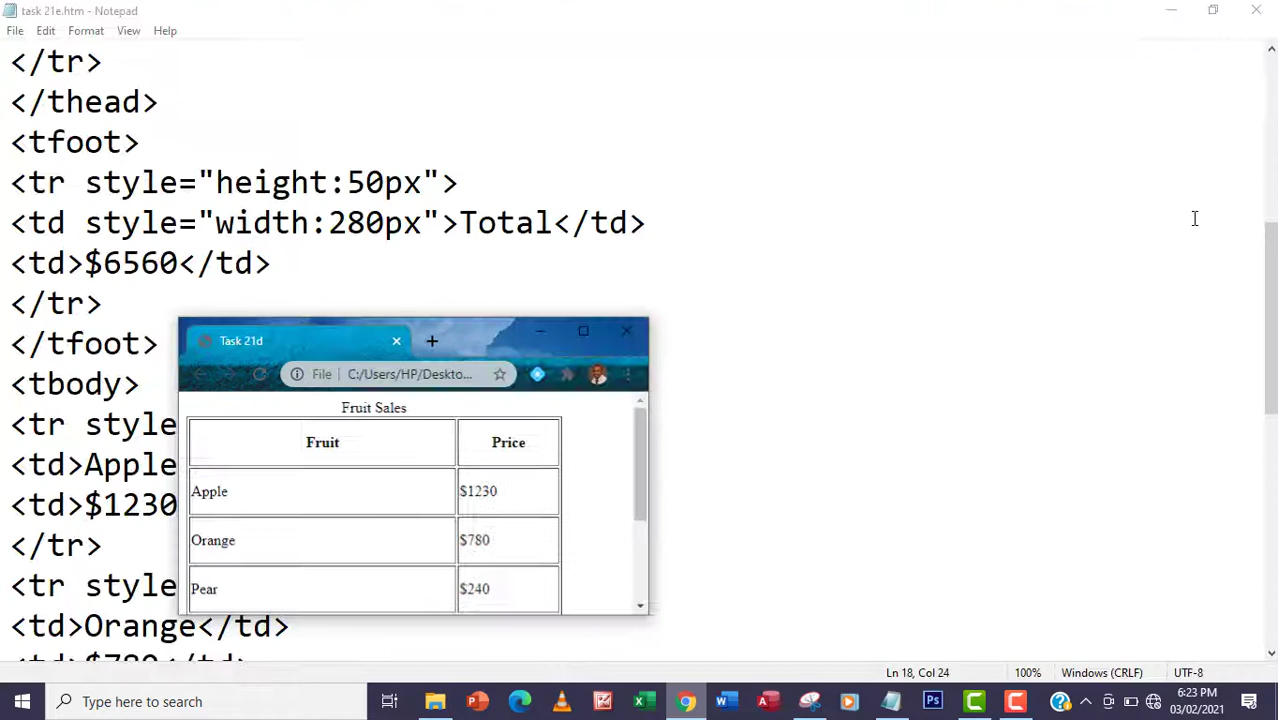 task 21e.htm - Notepad
File Edit Format View Help
</tr>
</thead>
<tfoot>
<tr style="height:50px">
<td style="width:280px">Total</td>
<td>$6560</td>
</tr>
</tfoot>
<tbody>
<tr style
<td>Apple
<td>$1230
</tr>
<tr style
<td>Orange</td>
<td>$780</td>
Task 21d
File C:/Users/HP/Deskto...
Fruit Sales
Fruit Price
Apple $1230
Orange $780
Pear $240
Ln 18, Col 24 100% Windows (CRLF) UTF-8
Type here to search
6:23 PM
03/02/2021